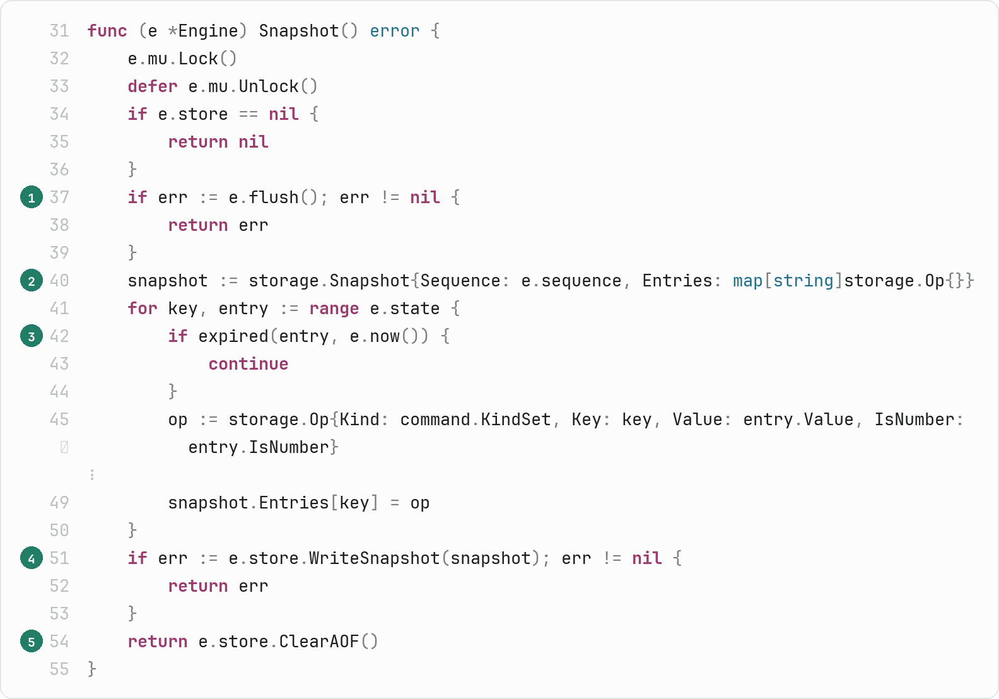 31 func (e *Engine) Snapshot() error {
32 e.mu.Lock()
33 defer e.mu.Unlock()
34 if e.store == nil {
35 return nil
36 }
1 37 if err := e.flush(); err != nil {
38 return err
39 }
2 40 snapshot := storage.Snapshot{Sequence: e.sequence, Entries: map[string]storage.Op{}}
41 for key, entry := range e.state {
3 42 if expired(entry, e.now()) {
43 continue
44 }
45 op := storage.Op{Kind: command.KindSet, Key: key, Value: entry.Value, IsNumber:
entry.IsNumber}
⋮
49 snapshot.Entries[key] = op
50 }
4 51 if err := e.store.WriteSnapshot(snapshot); err != nil {
52 return err
53 }
5 54 return e.store.ClearAOF()
55 }